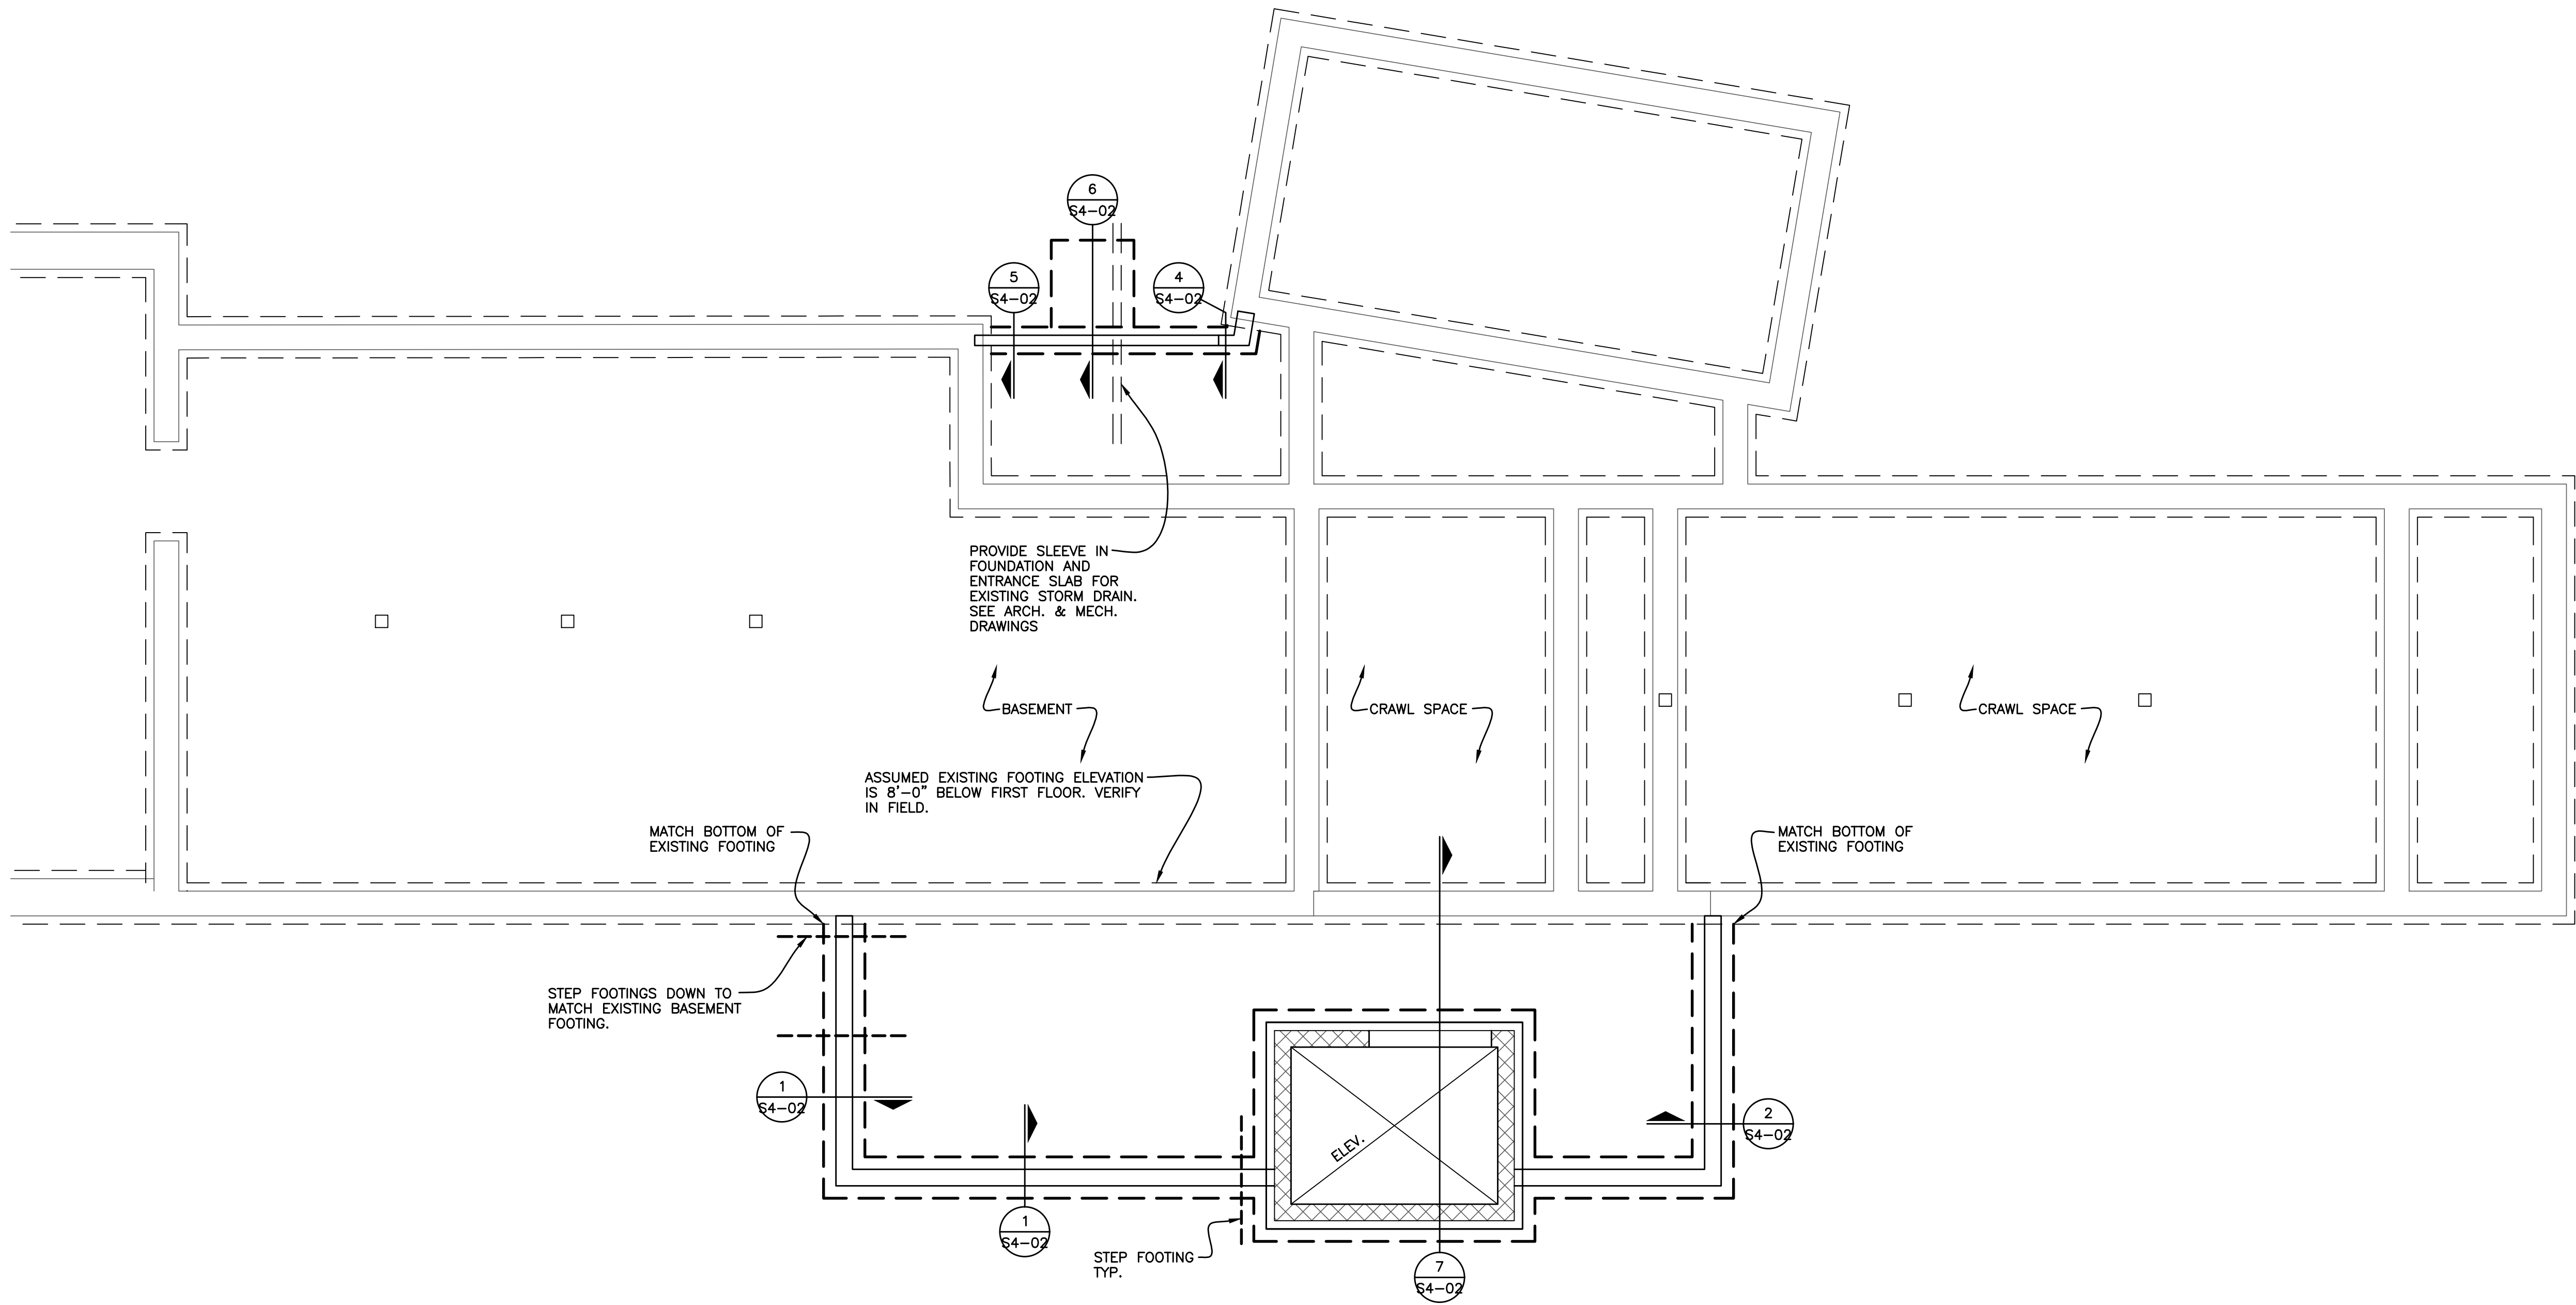 6
S4-02
5
S4-02
4
S4-02
PROVIDE SLEEVE IN
FOUNDATION AND
ENTRANCE SLAB FOR
EXISTING STORM DRAIN.
SEE ARCH. & MECH.
DRAWINGS
BASEMENT
CRAWL SPACE
CRAWL SPACE
ASSUMED EXISTING FOOTING ELEVATION
IS 8'-0" BELOW FIRST FLOOR. VERIFY
IN FIELD.
MATCH BOTTOM OF
EXISTING FOOTING
MATCH BOTTOM OF
EXISTING FOOTING
STEP FOOTINGS DOWN TO
MATCH EXISTING BASEMENT
FOOTING.
1
S4-02
2
S4-02
ELEV.
1
S4-02
STEP FOOTING
TYP.
7
S4-02